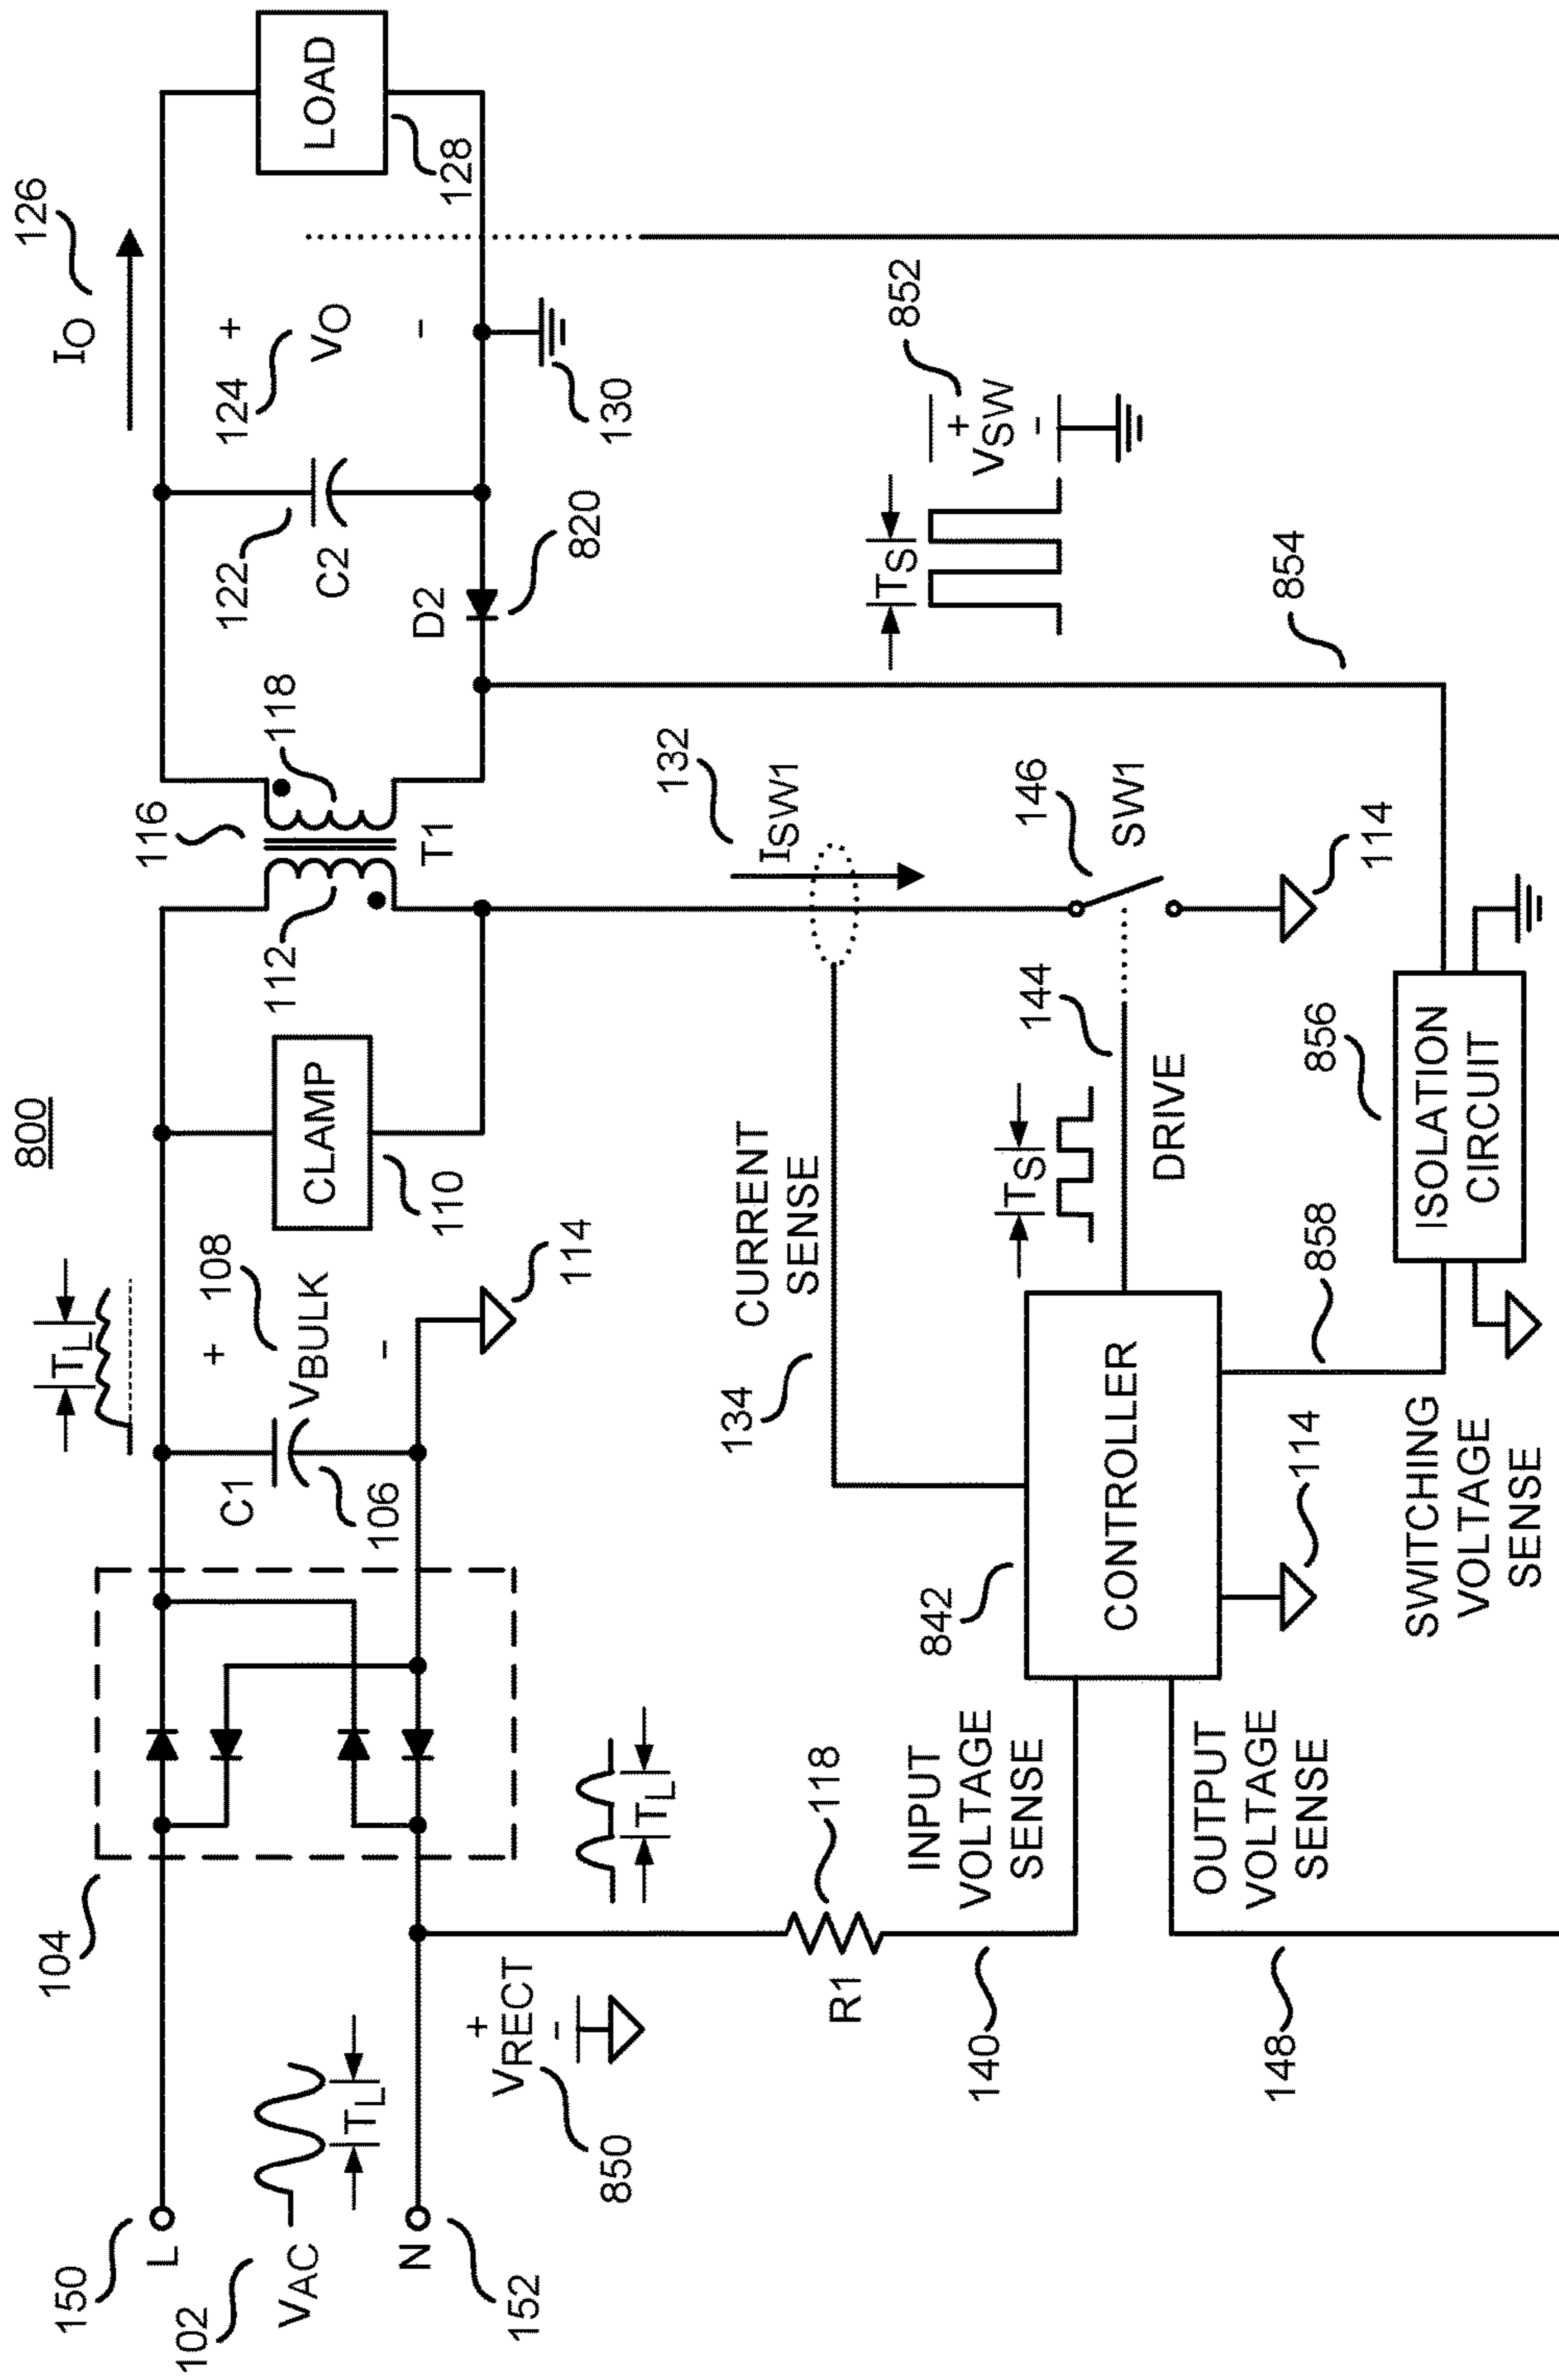 800
150
L
102
VAC
TL
N
152
104
VRECT
+
-
850
TL
C1
106
TL
+
108
VBULK
-
114
CLAMP
110
112
116
T1
118
D2
820
122
C2
124
+
VO
-
130
IO
126
LOAD
128
R1
118
140
INPUT
VOLTAGE
SENSE
OUTPUT
VOLTAGE
SENSE
148
842
CONTROLLER
114
134
CURRENT
SENSE
132
ISW1
TS
DRIVE
144
146
SW1
114
TS
852
+
VSW
-
854
SWITCHING
VOLTAGE
SENSE
858
856
ISOLATION
CIRCUIT